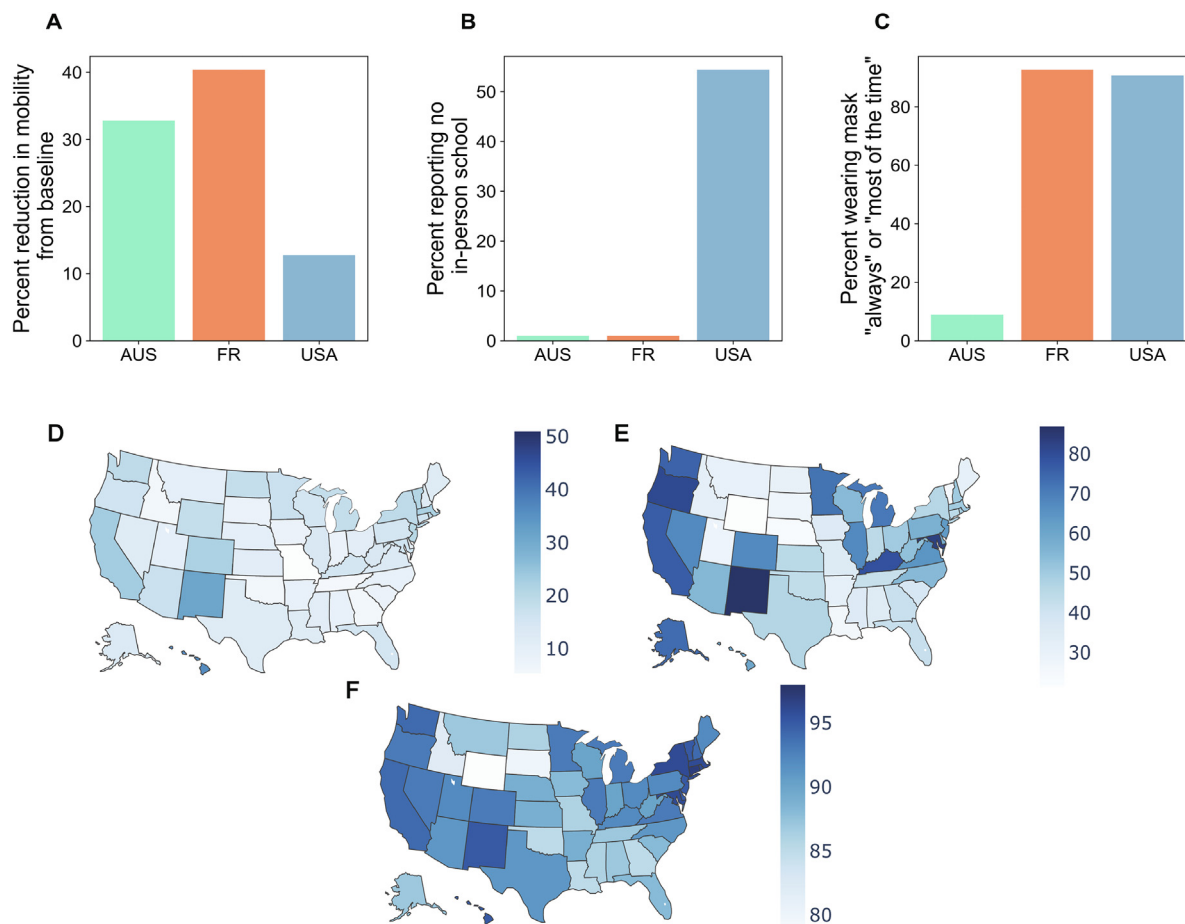 A
Percent reduction in mobility
from baseline
40
30
20
10
0
AUS
FR
USA
B
Percent reporting no
in-person school
50
40
30
20
10
0
AUS
FR
USA
C
Percent wearing mask
"always" or "most of the time"
80
60
40
20
0
AUS
FR
USA
D
50
40
30
20
10
E
80
70
60
50
40
30
F
95
90
85
80